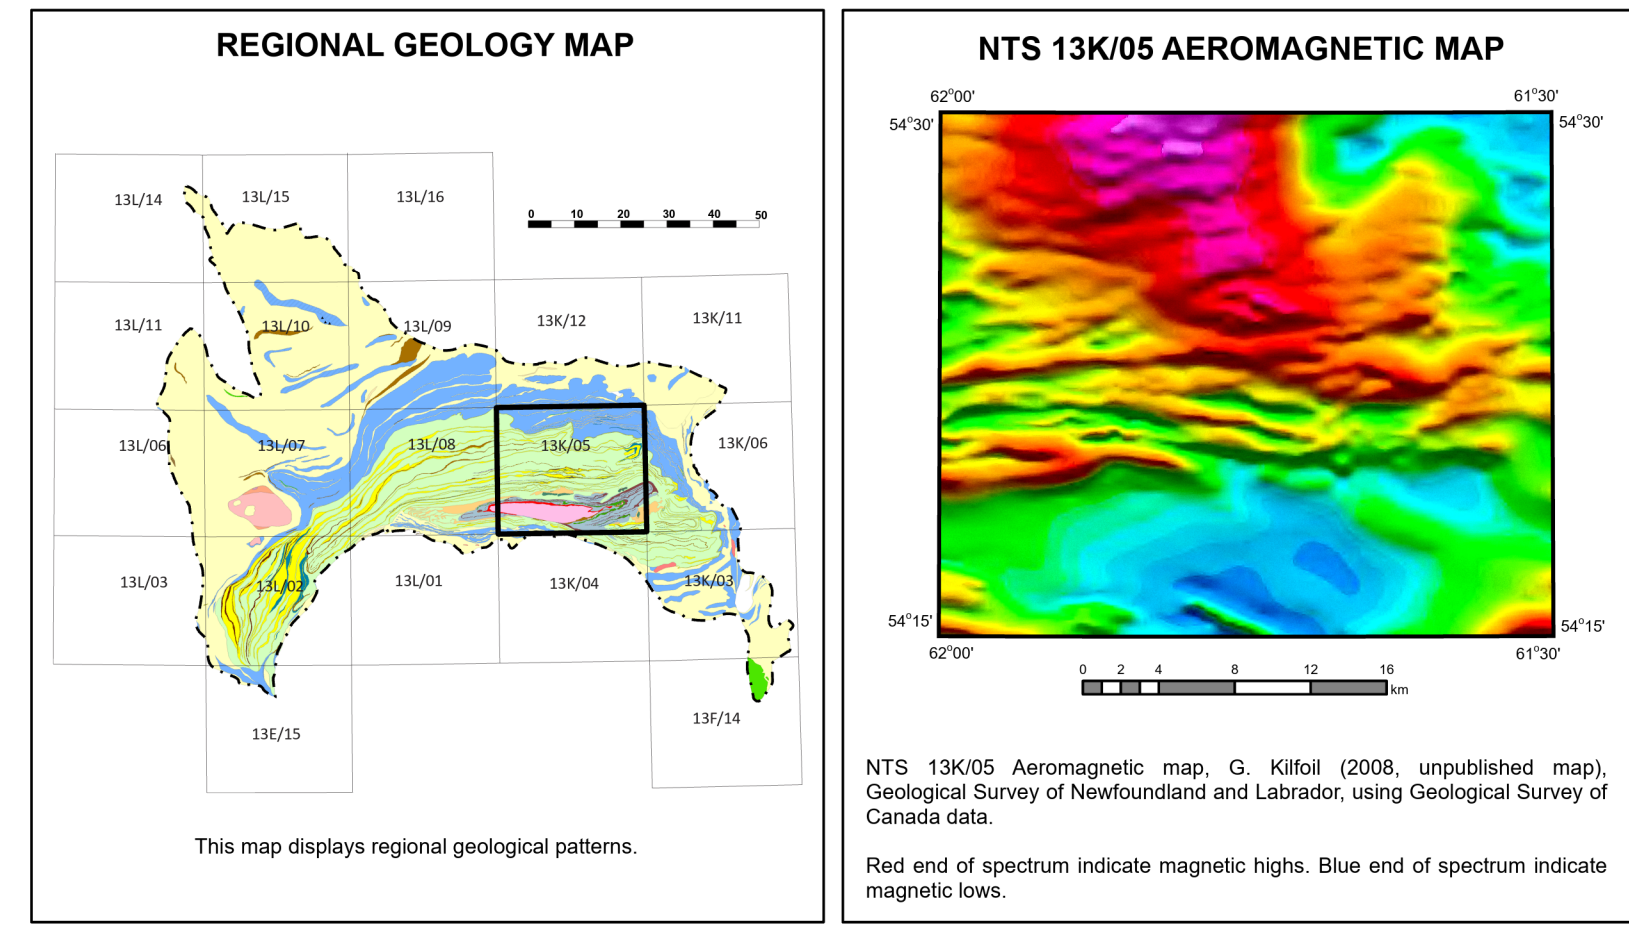 REGIONAL GEOLOGY MAP
13L/14
13L/15
13L/16
0 10 20 30 40 50
13L/11
13L/10
13L/09
13K/12
13K/11
13L/06
13L/07
13L/08
13K/05
13K/06
13L/03
13L/02
13L/01
13K/04
13K/03
13E/15
13F/14
This map displays regional geological patterns.
NTS 13K/05 AEROMAGNETIC MAP
62°00'
61°30'
54°30'
54°30'
54°15'
54°15'
62°00'
61°30'
0 2 4 8 12 16
km
NTS 13K/05 Aeromagnetic map, G. Kilfoil (2008, unpublished map),
Geological Survey of Newfoundland and Labrador, using Geological Survey of
Canada data.
Red end of spectrum indicate magnetic highs. Blue end of spectrum indicate
magnetic lows.